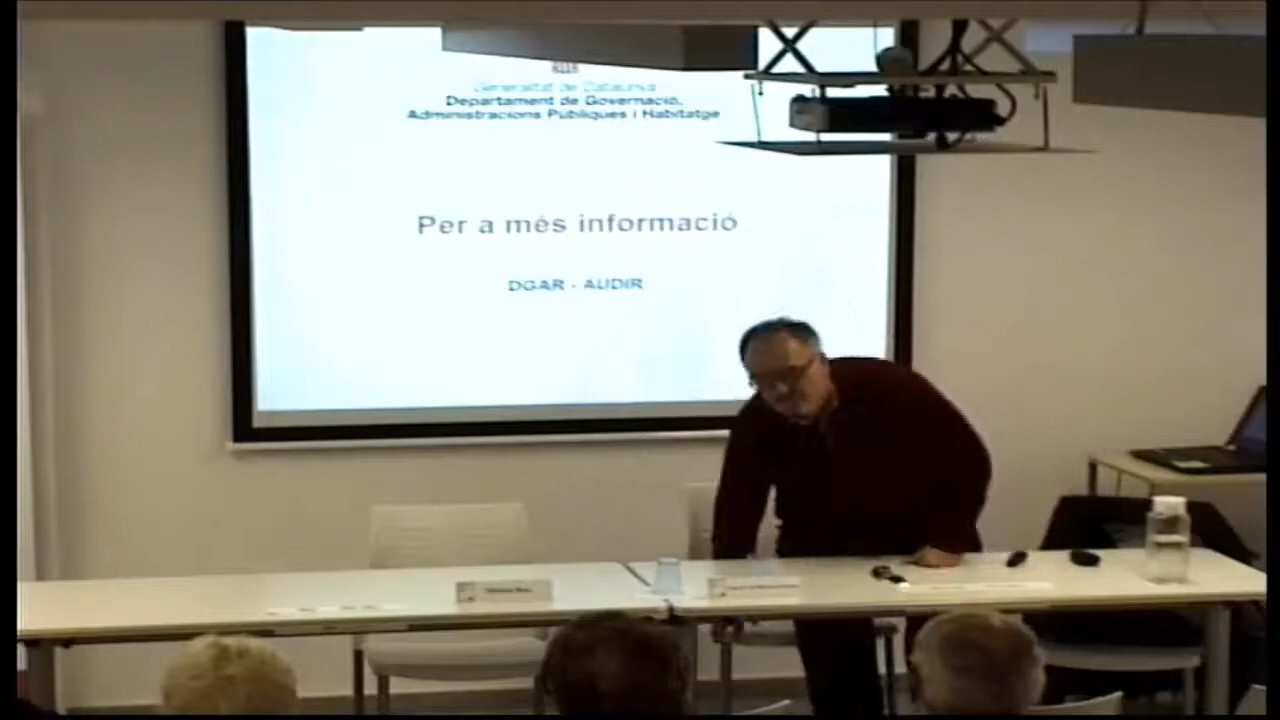 Generalitat de Catalunya
Departament de Governació,
Administracions Públiques i Habitatge
Per a més informació
DGAR - AUDIR